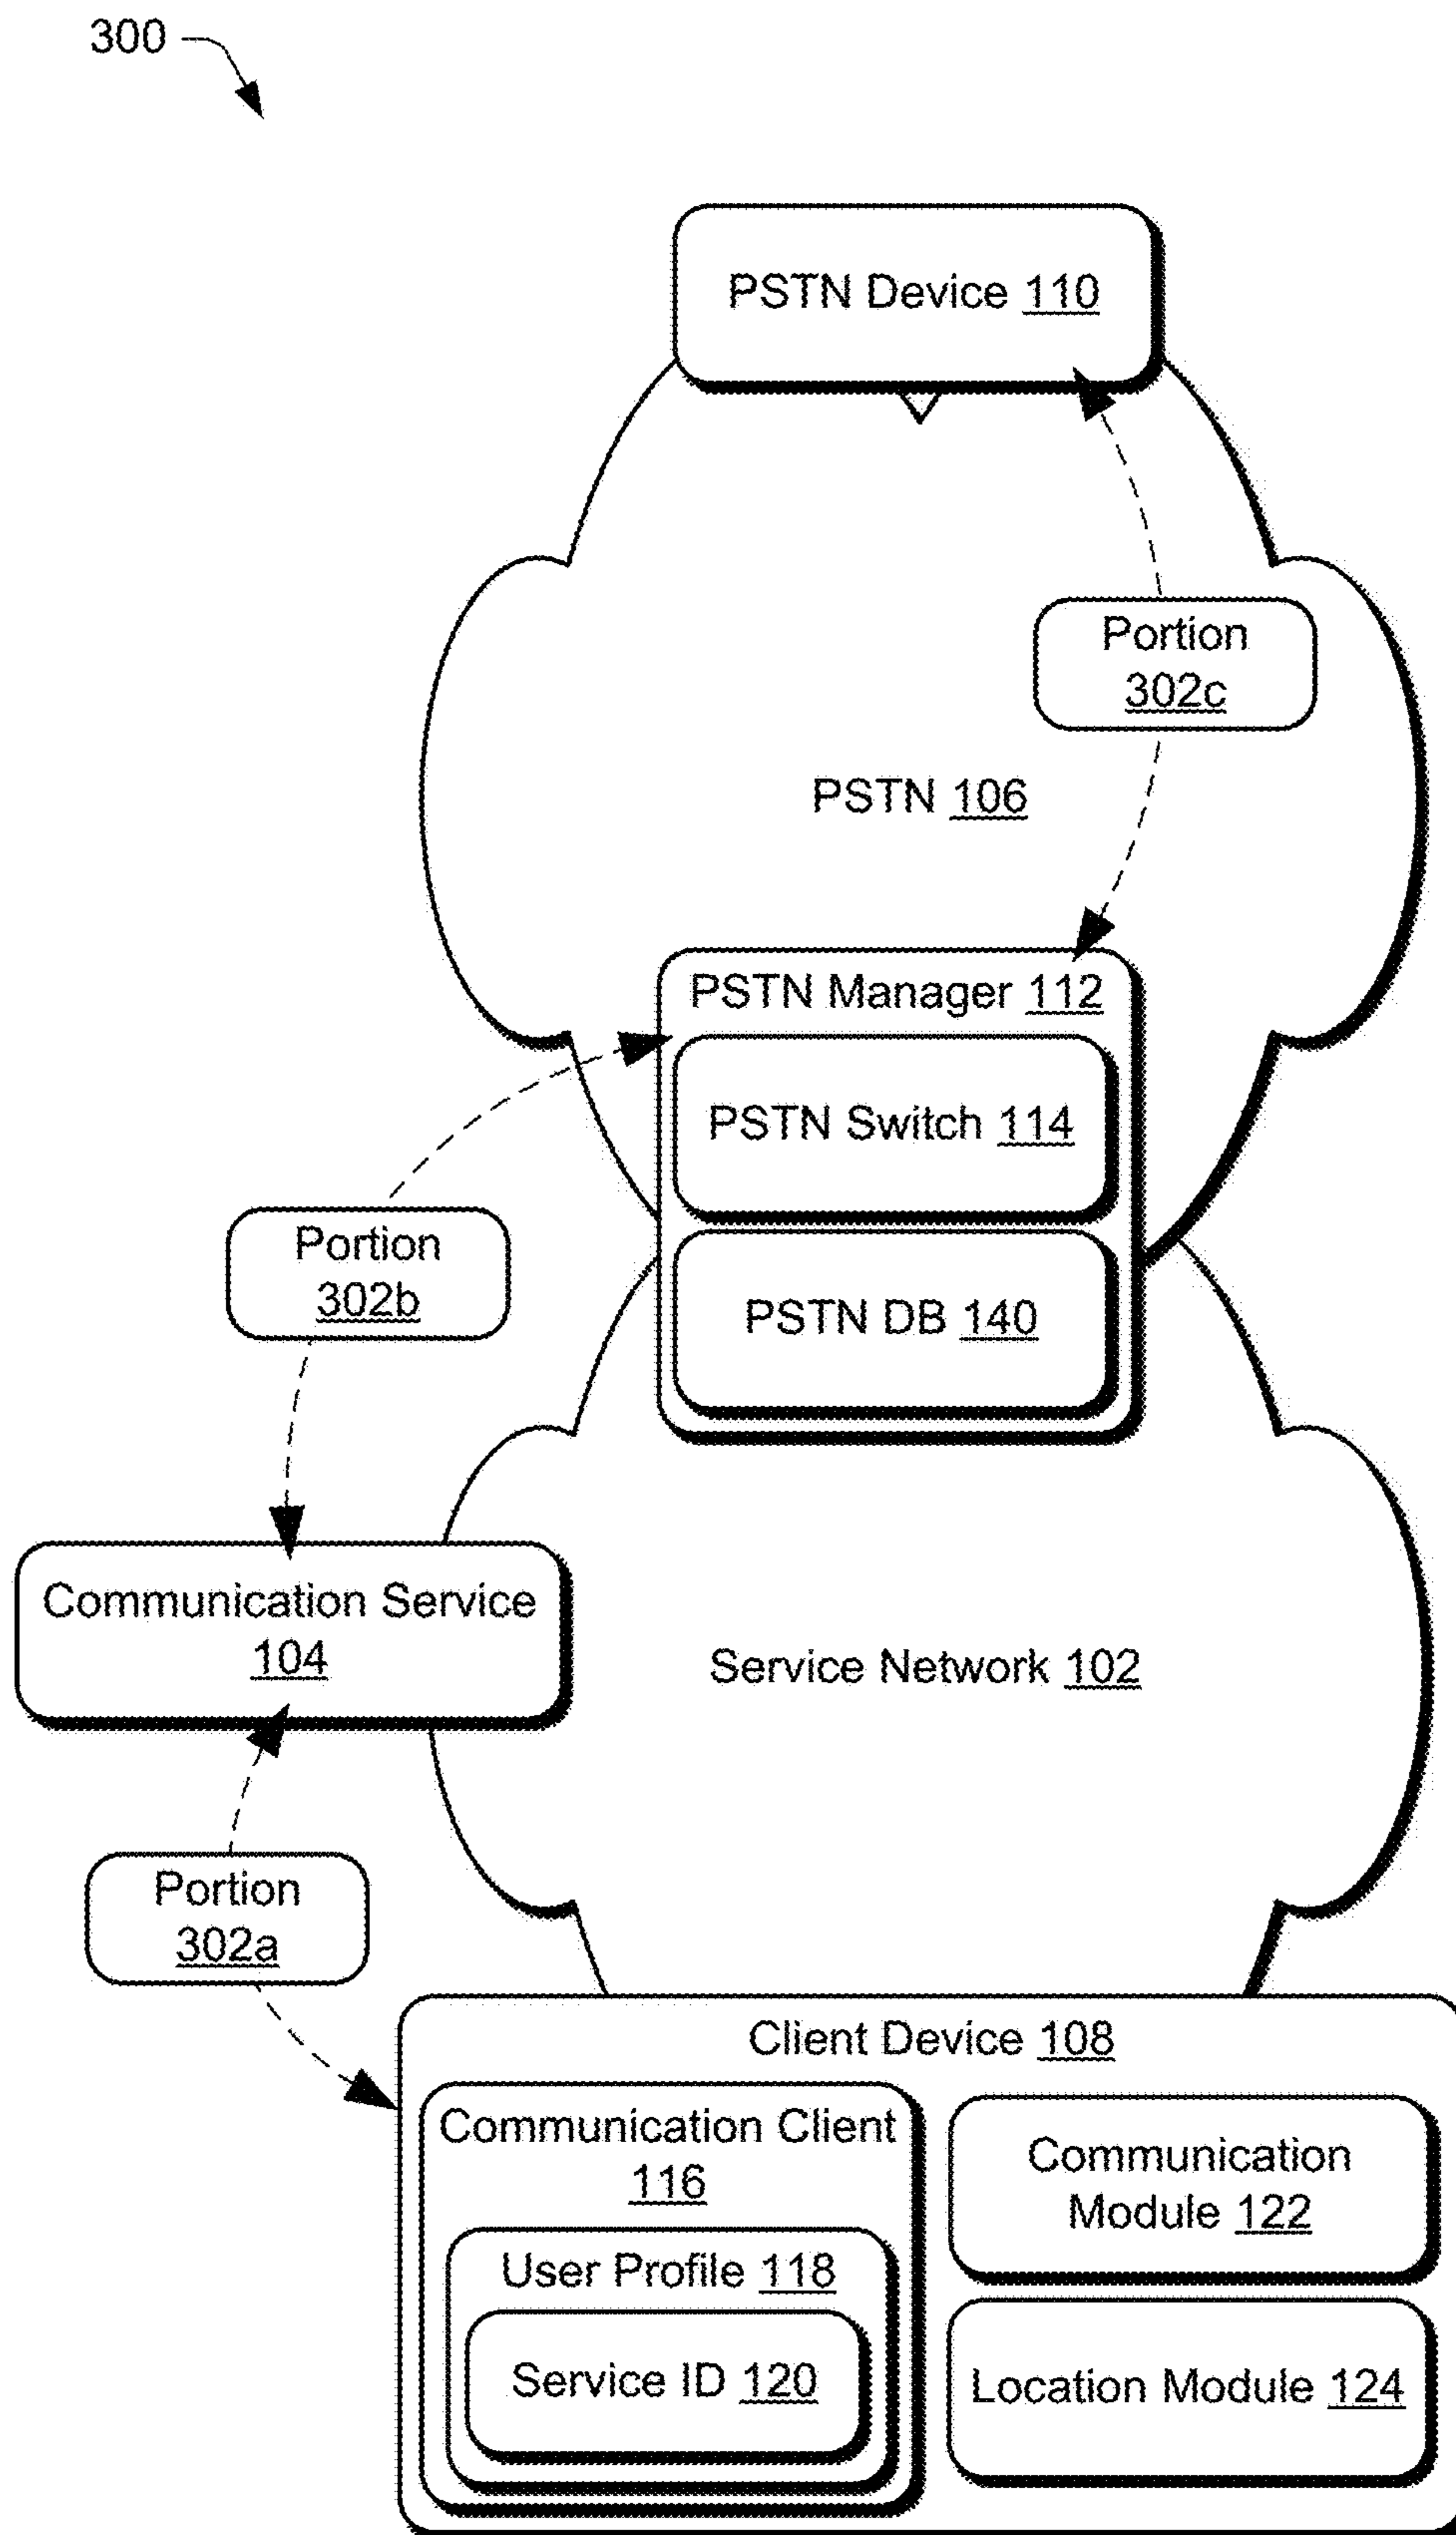 300
PSTN Device 110
Portion
302c
PSTN 106
PSTN Manager 112
PSTN Switch 114
Portion
302b
PSTN DB 140
Communication Service
104
Service Network 102
Portion
302a
Client Device 108
Communication Client
116
Communication
Module 122
User Profile 118
Service ID 120
Location Module 124